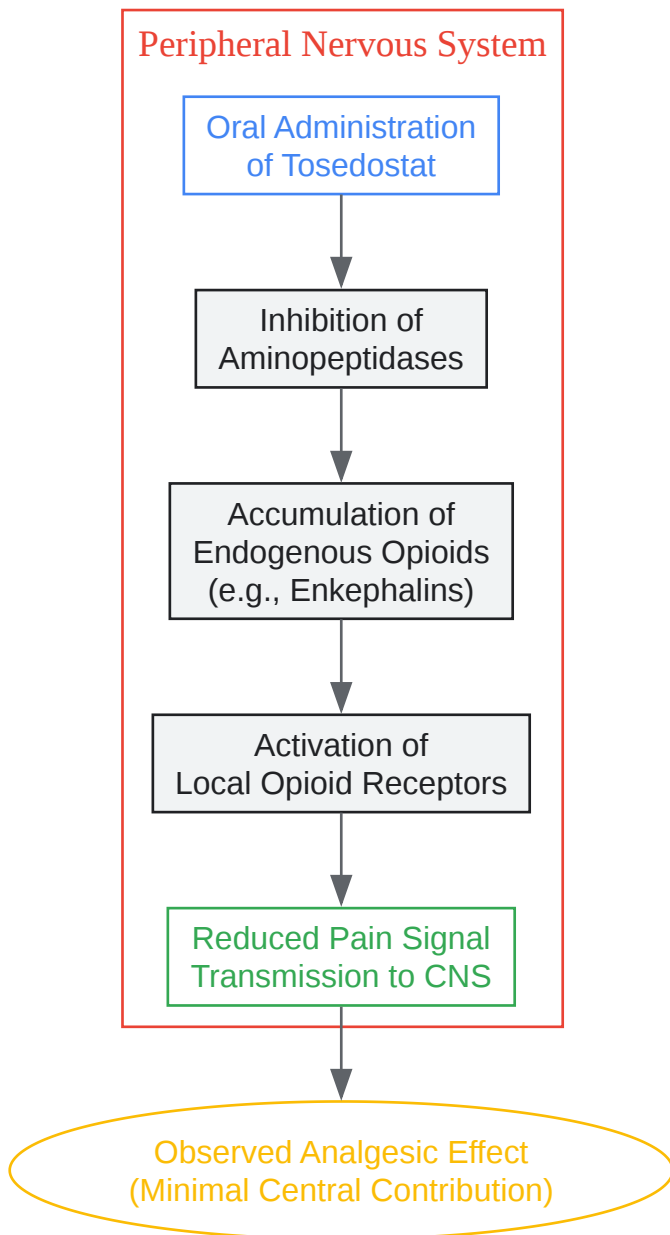 Peripheral Nervous System
Oral Administration
of Tosedostat
Inhibition of
Aminopeptidases
Accumulation of
Endogenous Opioids
(e.g., Enkephalins)
Activation of
Local Opioid Receptors
Reduced Pain Signal
Transmission to CNS
Observed Analgesic Effect
(Minimal Central Contribution)